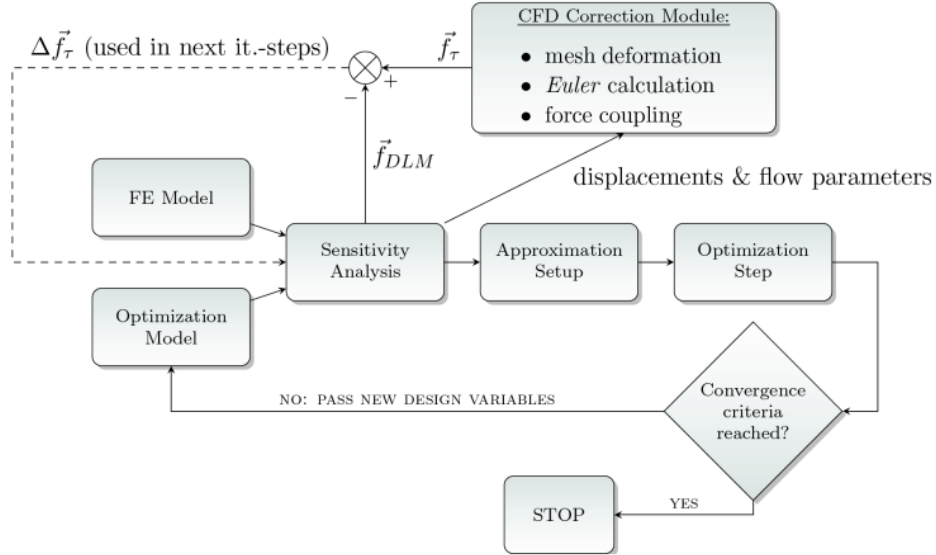 CFD Correction Module:
• mesh deformation
• Euler calculation
• force coupling
Δf⃗τ (used in next it.-steps)
f⃗τ
+
−
f⃗DLM
displacements & flow parameters
FE Model
Sensitivity
Analysis
Approximation
Setup
Optimization
Step
Optimization
Model
Convergence
criteria
reached?
NO: PASS NEW DESIGN VARIABLES
YES
STOP